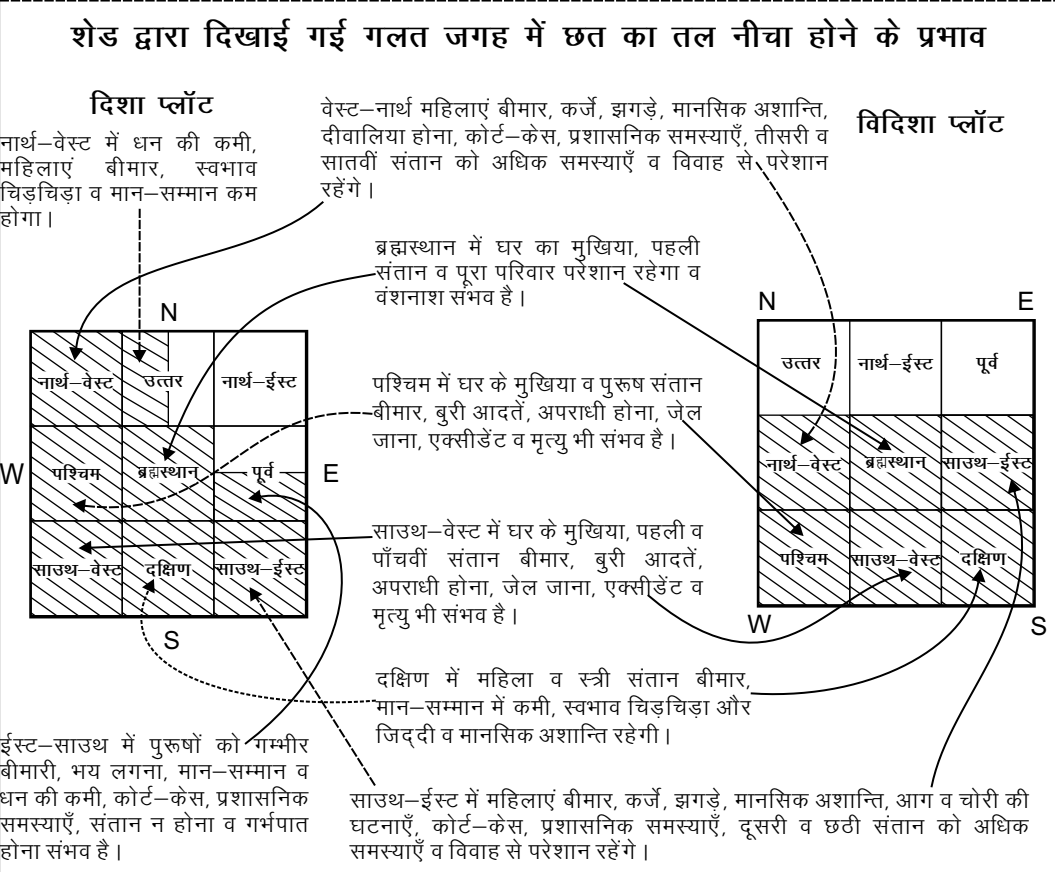 शेड द्वारा दिखाई गई गलत जगह में छत का तल नीचा होने के प्रभाव
दिशा प्लॉट
नार्थ–वेस्ट में धन की कमी,
महिलाएं बीमार, स्वभाव
चिड़चिड़ा व मान–सम्मान कम
होगा।
वेस्ट–नार्थ महिलाएं बीमार, कर्जे, झगड़े, मानसिक अशान्ति,
दीवालिया होना, कोर्ट–केस, प्रशासनिक समस्याएँ, तीसरी व
सातवीं संतान को अधिक समस्याएँ व विवाह से परेशान
रहेंगे।
विदिशा प्लॉट
ब्रह्मस्थान में घर का मुखिया, पहली
संतान व पूरा परिवार परेशान रहेगा व
वंशनाश संभव है।
N
नार्थ–वेस्ट
उत्तर
नार्थ–ईस्ट
W
पश्चिम
ब्रह्मस्थान
पूर्व
E
साउथ–वेस्ट
दक्षिण
साउथ–ईस्ट
S
पश्चिम में घर के मुखिया व पुरूष संतान
बीमार, बुरी आदतें, अपराधी होना, जेल
जाना, एक्सीडेंट व मृत्यु भी संभव है।
साउथ–वेस्ट में घर के मुखिया, पहली व
पाँचवीं संतान बीमार, बुरी आदतें,
अपराधी होना, जेल जाना, एक्सीडेंट व
मृत्यु भी संभव है।
N
E
उत्तर
नार्थ–ईस्ट
पूर्व
नार्थ–वेस्ट
ब्रह्मस्थान
साउथ–ईस्ट
पश्चिम
साउथ–वेस्ट
दक्षिण
W
S
दक्षिण में महिला व स्त्री संतान बीमार,
मान–सम्मान में कमी, स्वभाव चिड़चिड़ा और
जिद्दी व मानसिक अशान्ति रहेगी।
ईस्ट–साउथ में पुरूषों को गम्भीर
बीमारी, भय लगना, मान–सम्मान व
धन की कमी, कोर्ट–केस, प्रशासनिक
समस्याएँ, संतान न होना व गर्भपात
होना संभव है।
साउथ–ईस्ट में महिलाएं बीमार, कर्जे, झगड़े, मानसिक अशान्ति, आग व चोरी की
घटनाएँ, कोर्ट–केस, प्रशासनिक समस्याएँ, दूसरी व छठी संतान को अधिक
समस्याएँ व विवाह से परेशान रहेंगे।